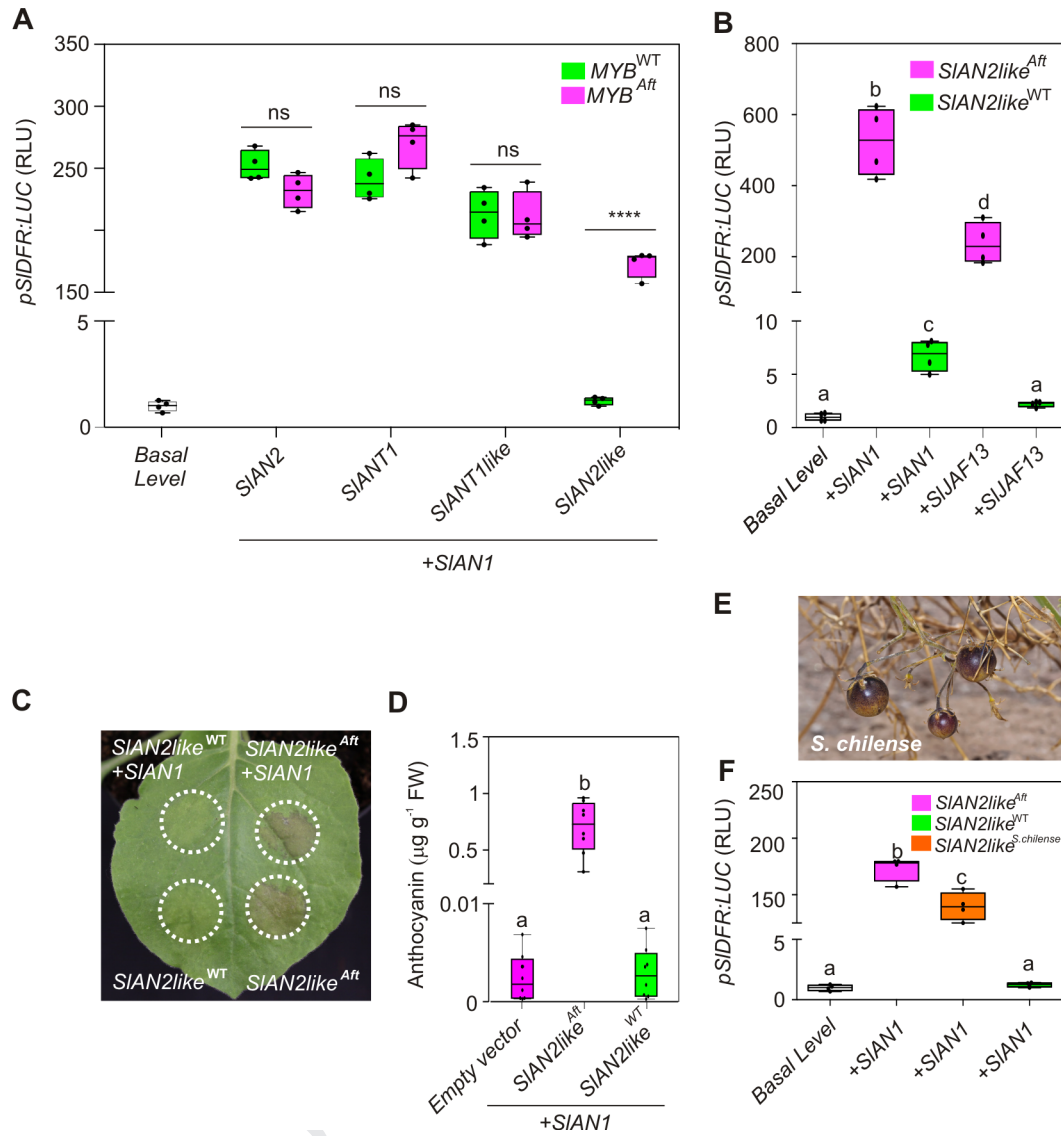 A
350
300
250
150
5
0
pSlDFR:LUC (RLU)
MYB^WT
MYB^Aft
ns
ns
ns
****
Basal
Level
SlAN2
SlANT1
SlANT1like
SlAN2like
+SlAN1
B
800
600
400
200
10
5
0
pSlDFR:LUC (RLU)
SlAN2like^Aft
SlAN2like^WT
a
b
c
d
a
Basal Level
+SlAN1
+SlAN1
+SlJAF13
+SlJAF13
C
SlAN2like^WT
+SlAN1
SlAN2like^Aft
+SlAN1
SlAN2like^WT
SlAN2like^Aft
D
1.5
1
0.5
0.01
0
Anthocyanin (µg g^-1 FW)
a
b
a
Empty vector
SlAN2like^Aft
SlAN2like^WT
+SlAN1
E
S. chilense
F
250
200
150
5
0
pSlDFR:LUC (RLU)
SlAN2like^Aft
SlAN2like^WT
SlAN2like^S.chilense
a
b
c
a
Basal Level
+SlAN1
+SlAN1
+SlAN1